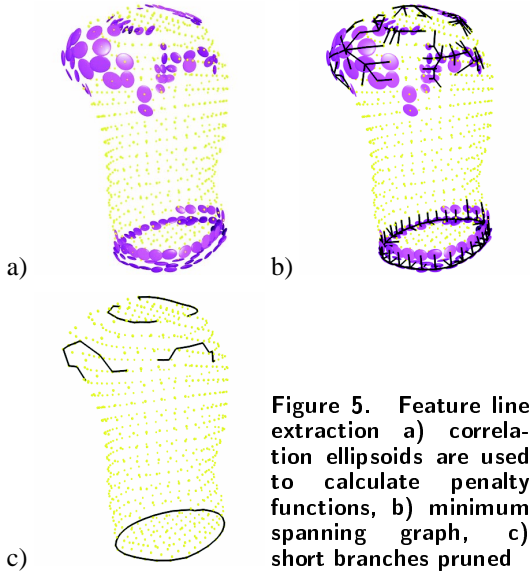 a)
b)
c)
Figure 5. Feature line
extraction a) correla-
tion ellipsoids are used
to calculate penalty
functions, b) minimum
spanning graph, c)
short branches pruned